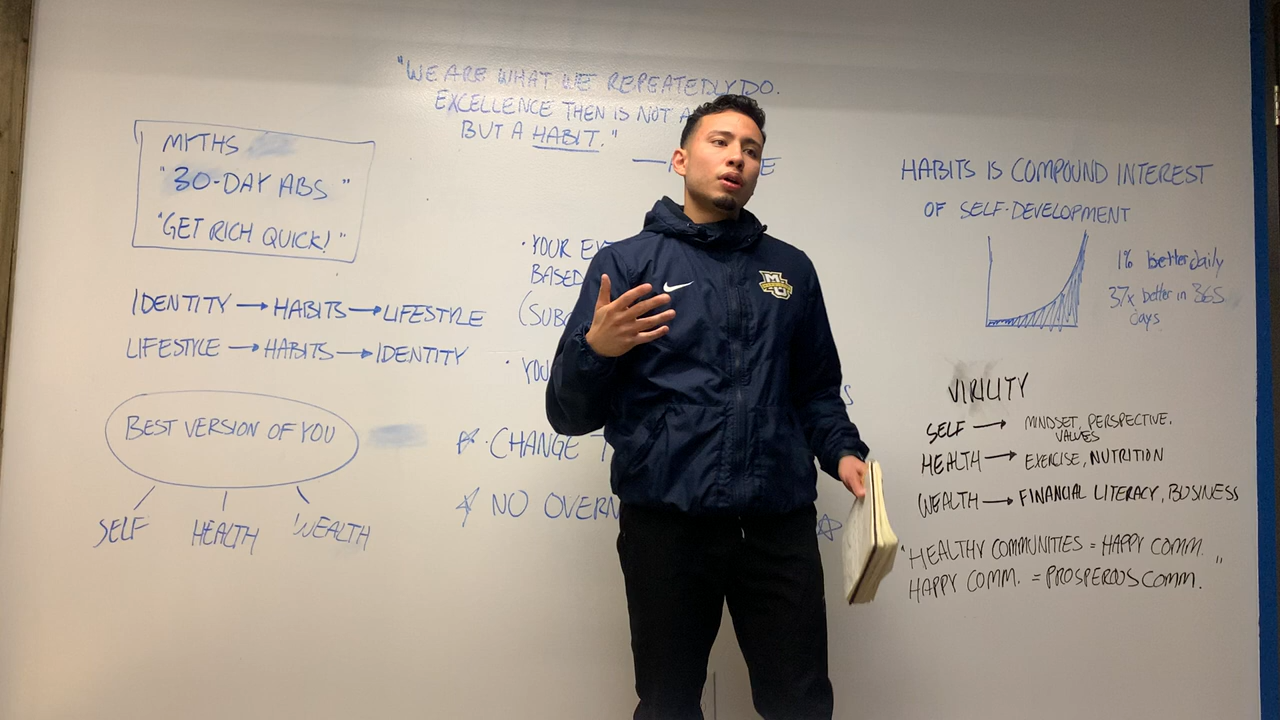 "WE ARE WHAT WE REPEATEDLY DO.
EXCELLENCE THEN IS NOT
BUT A HABIT."
MYTHS
"30-DAY ABS"
"GET RICH QUICK!"
IDENTITY → HABITS → LIFESTYLE
LIFESTYLE → HABITS → IDENTITY
BEST VERSION OF YOU
SELF HEALTH WEALTH
· YOUR
BASED
· YOU
· CHANGE
NO
HABITS IS COMPOUND INTEREST
OF SELF-DEVELOPMENT
1% better daily
37x better in 365
days
VIRILITY
SELF → MINDSET, PERSPECTIVE,
VALUES
HEALTH → EXERCISE, NUTRITION
WEALTH → FINANCIAL LITERACY, BUSINESS
"HEALTHY COMMUNITIES = HAPPY COMM.
HAPPY COMM. = PROSPEROUS COMM."
MU